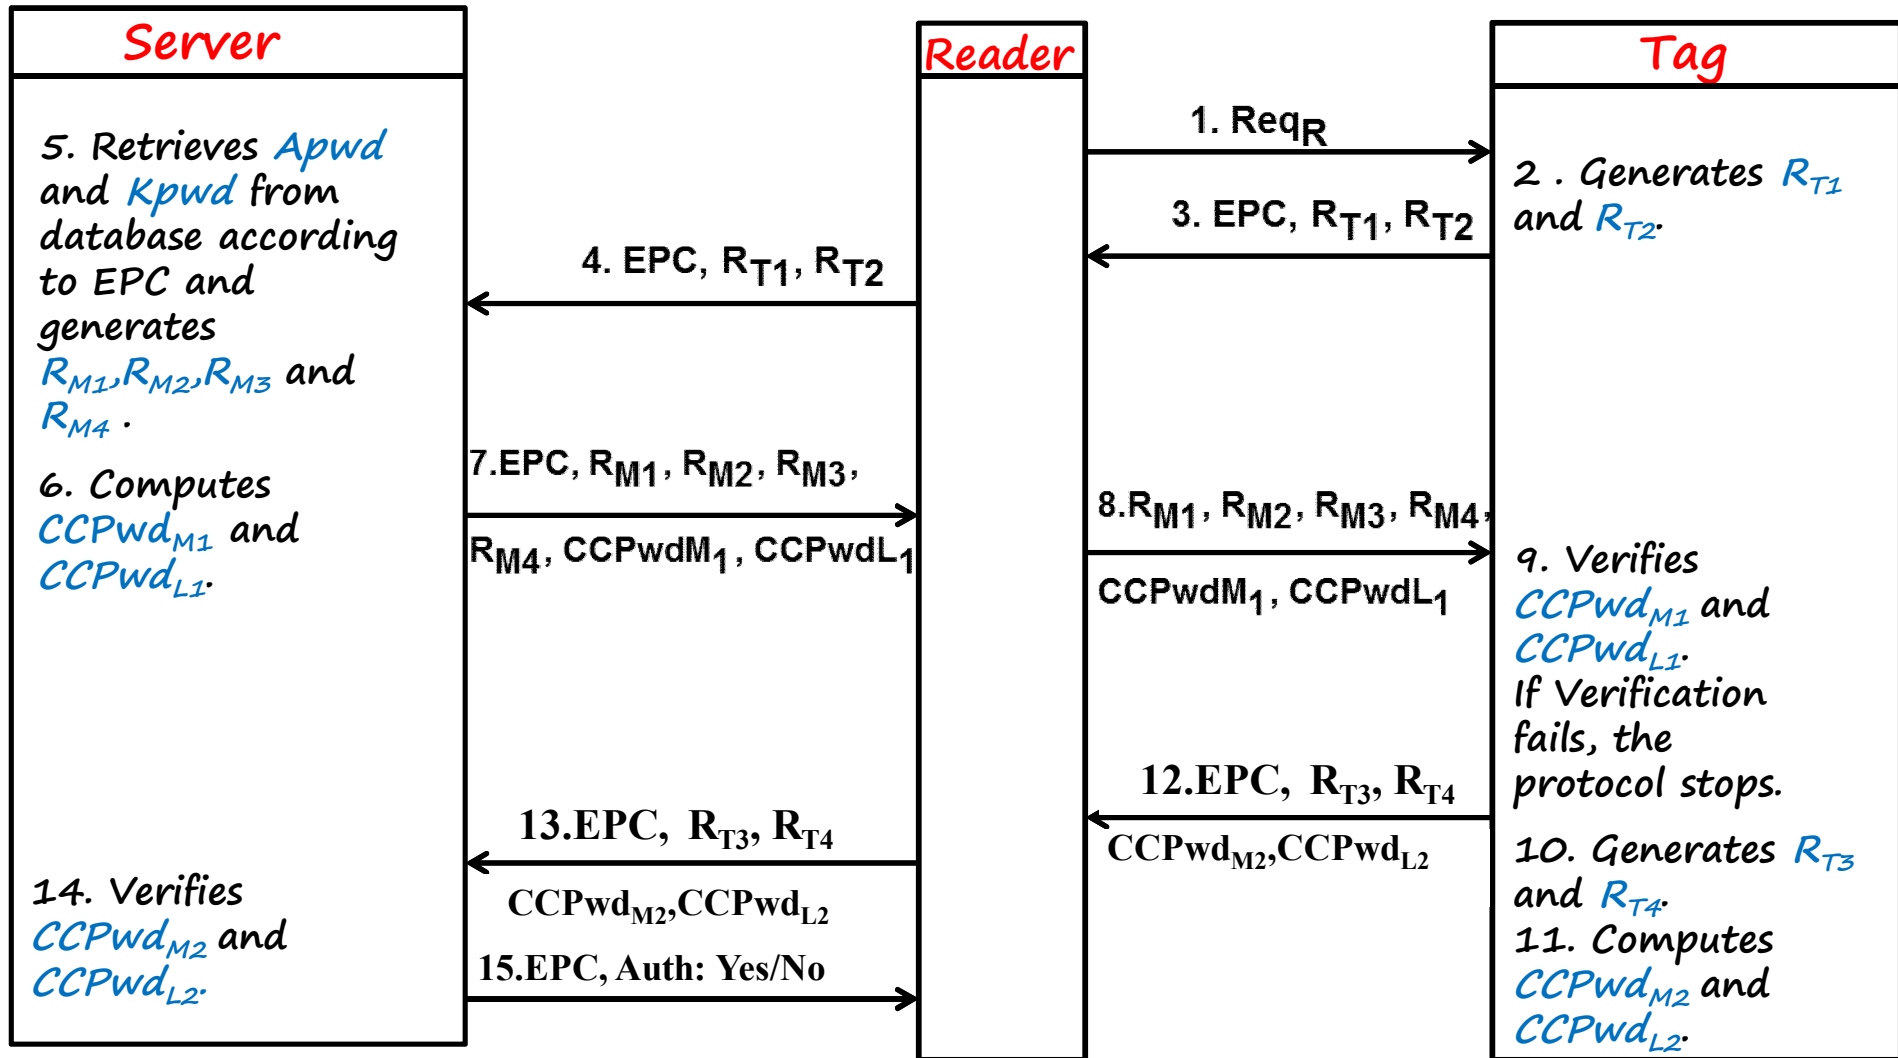 Server
Reader
Tag
1. ReqR
2 . Generates RT1
and RT2.
3. EPC, RT1, RT2
4. EPC, RT1, RT2
5. Retrieves Apwd
and Kpwd from
database according
to EPC and
generates
RM1,RM2,RM3 and
RM4 .
6. Computes
CCPwdM1 and
CCPwdL1.
7.EPC, RM1, RM2, RM3,
RM4, CCPwdM1, CCPwdL1
8.RM1, RM2, RM3, RM4,
CCPwdM1, CCPwdL1
9. Verifies
CCPwdM1 and
CCPwdL1.
If Verification
fails, the
protocol stops.
10. Generates RT3
and RT4.
11. Computes
CCPwdM2 and
CCPwdL2.
12.EPC, RT3, RT4
CCPwdM2,CCPwdL2
13.EPC, RT3, RT4
CCPwdM2,CCPwdL2
14. Verifies
CCPwdM2 and
CCPwdL2.
15.EPC, Auth: Yes/No